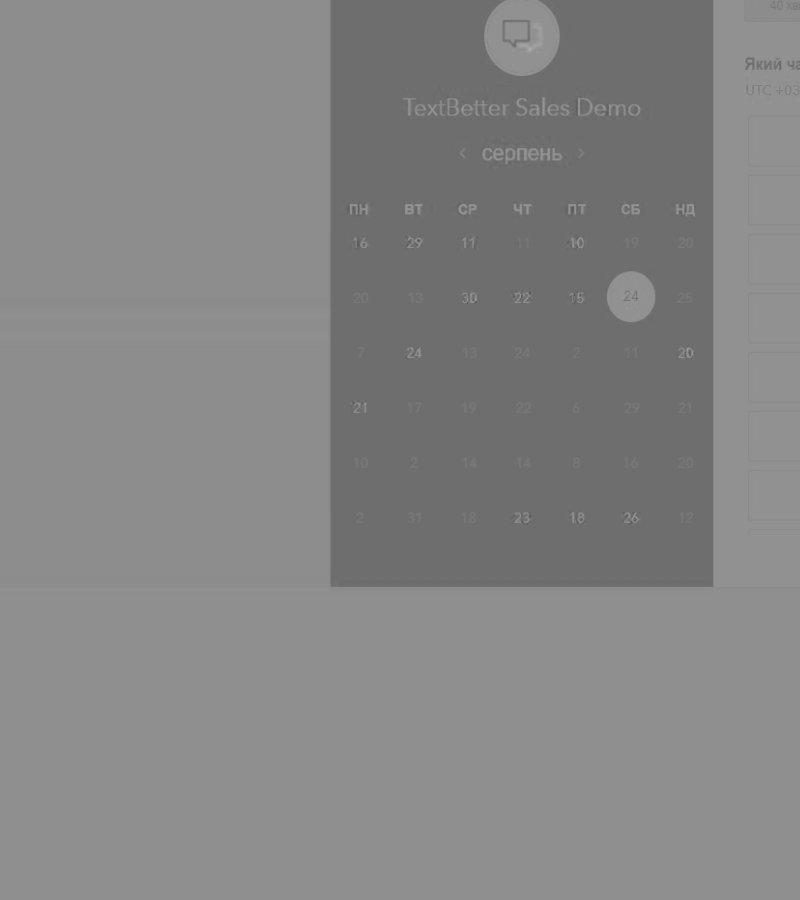 40 хв
TextBetter Sales Demo
Який ча
UTC +03
‹ серпень ›
ПН ВТ СР ЧТ ПТ СБ НД
16 29 11 11 10 19 20
20 13 30 22 15 24 25
7 24 13 24 2 11 20
21 17 19 22 6 29 21
10 2 14 14 8 16 20
2 31 18 23 18 26 12